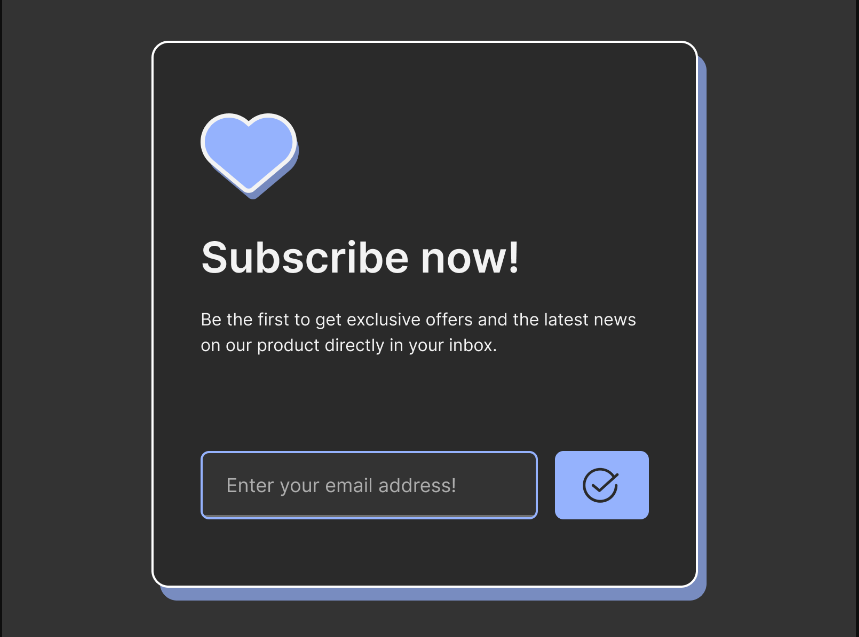 Subscribe now!
Be the first to get exclusive offers and the latest news
on our product directly in your inbox.
Enter your email address!